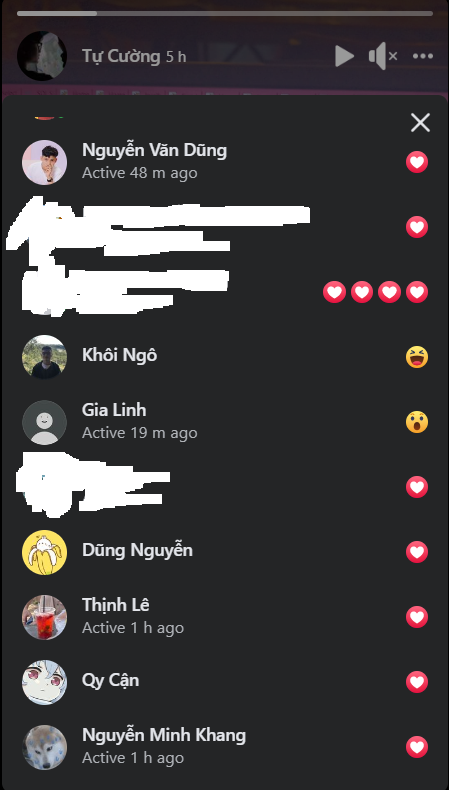 Tự Cường 5 h
Nguyễn Văn Dũng
Active 48 m ago
Khôi Ngô
Gia Linh
Active 19 m ago
Dũng Nguyễn
Thịnh Lê
Active 1 h ago
Qy Cận
Nguyễn Minh Khang
Active 1 h ago